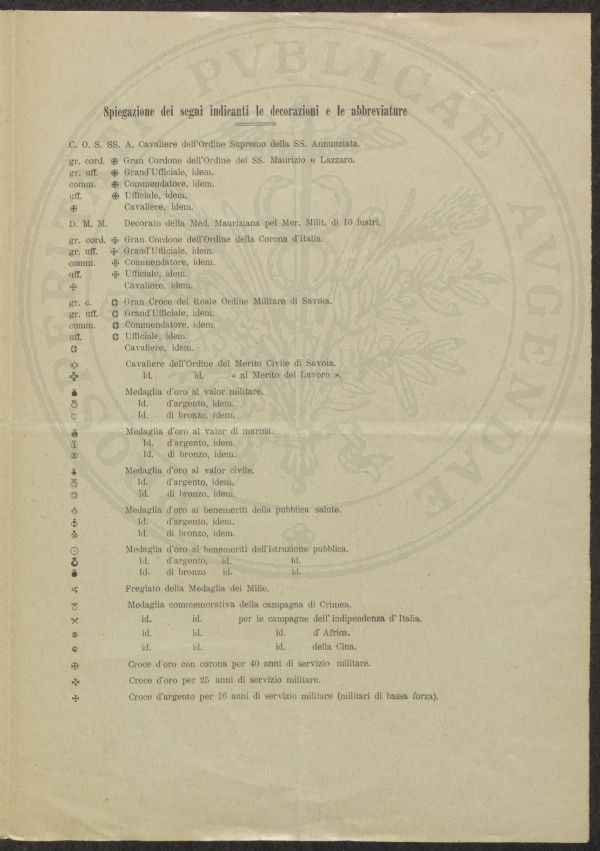 Spiegazione dei segni indicanti le decorazioni e le abbreviature
C. O. S. SS. A. Cavaliere dell'Ordine Supremo della SS. Annunziata.
gr. cord. Gran Cordone dell'Ordine dei SS. Maurizio e Lazzaro.
gr. uff. Grand'Ufficiale, idem.
comm. Commendatore, idem.
uff. Ufficiale, idem.
Cavaliere, idem.
D. M. M. Decorato della Med. Mauriziana pel Mer. Milit. di 10 lustri.
gr. cord. Gran Cordone dell'Ordine della Corona d'Italia.
gr. uff. Grand'Ufficiale, idem.
comm. Commendatore, idem.
uff. Ufficiale, idem.
Cavaliere, idem.
gr. c. Gran Croce del Reale Ordine Militare di Savoia.
gr. uff. Grand'Ufficiale, idem.
comm. Commendatore, idem.
uff. Ufficiale, idem.
Cavaliere, idem.
Cavaliere dell'Ordine del Merito Civile di Savoia.
Id. id. « al Merito del Lavoro ».
Medaglia d'oro al valor militare.
Id. d'argento, idem.
Id. di bronzo, idem.
Medaglia d'oro al valor di marina.
Id. d'argento, idem.
Id. di bronzo, idem.
Medaglia d'oro al valor civile.
Id. d'argento, idem.
Id. di bronzo, idem.
Medaglia d'oro ai benemeriti della pubblica salute.
Id. d'argento, idem.
Id. di bronzo, idem.
Medaglia d'oro ai benemeriti dell'istruzione pubblica.
Id. d'argento, id. id.
Id. di bronzo id. id.
Fregiato della Medaglia dei Mille.
Medaglia commemorativa della campagna di Crimea.
id. id. per le campagne dell'indipendenza d'Italia.
id. id. id. d'Africa.
id. id. id. della Cina.
Croce d'oro con corona per 40 anni di servizio militare.
Croce d'oro per 25 anni di servizio militare.
Croce d'argento per 16 anni di servizio militare (militari di bassa forza).
PVBLICAE AVGENDAE